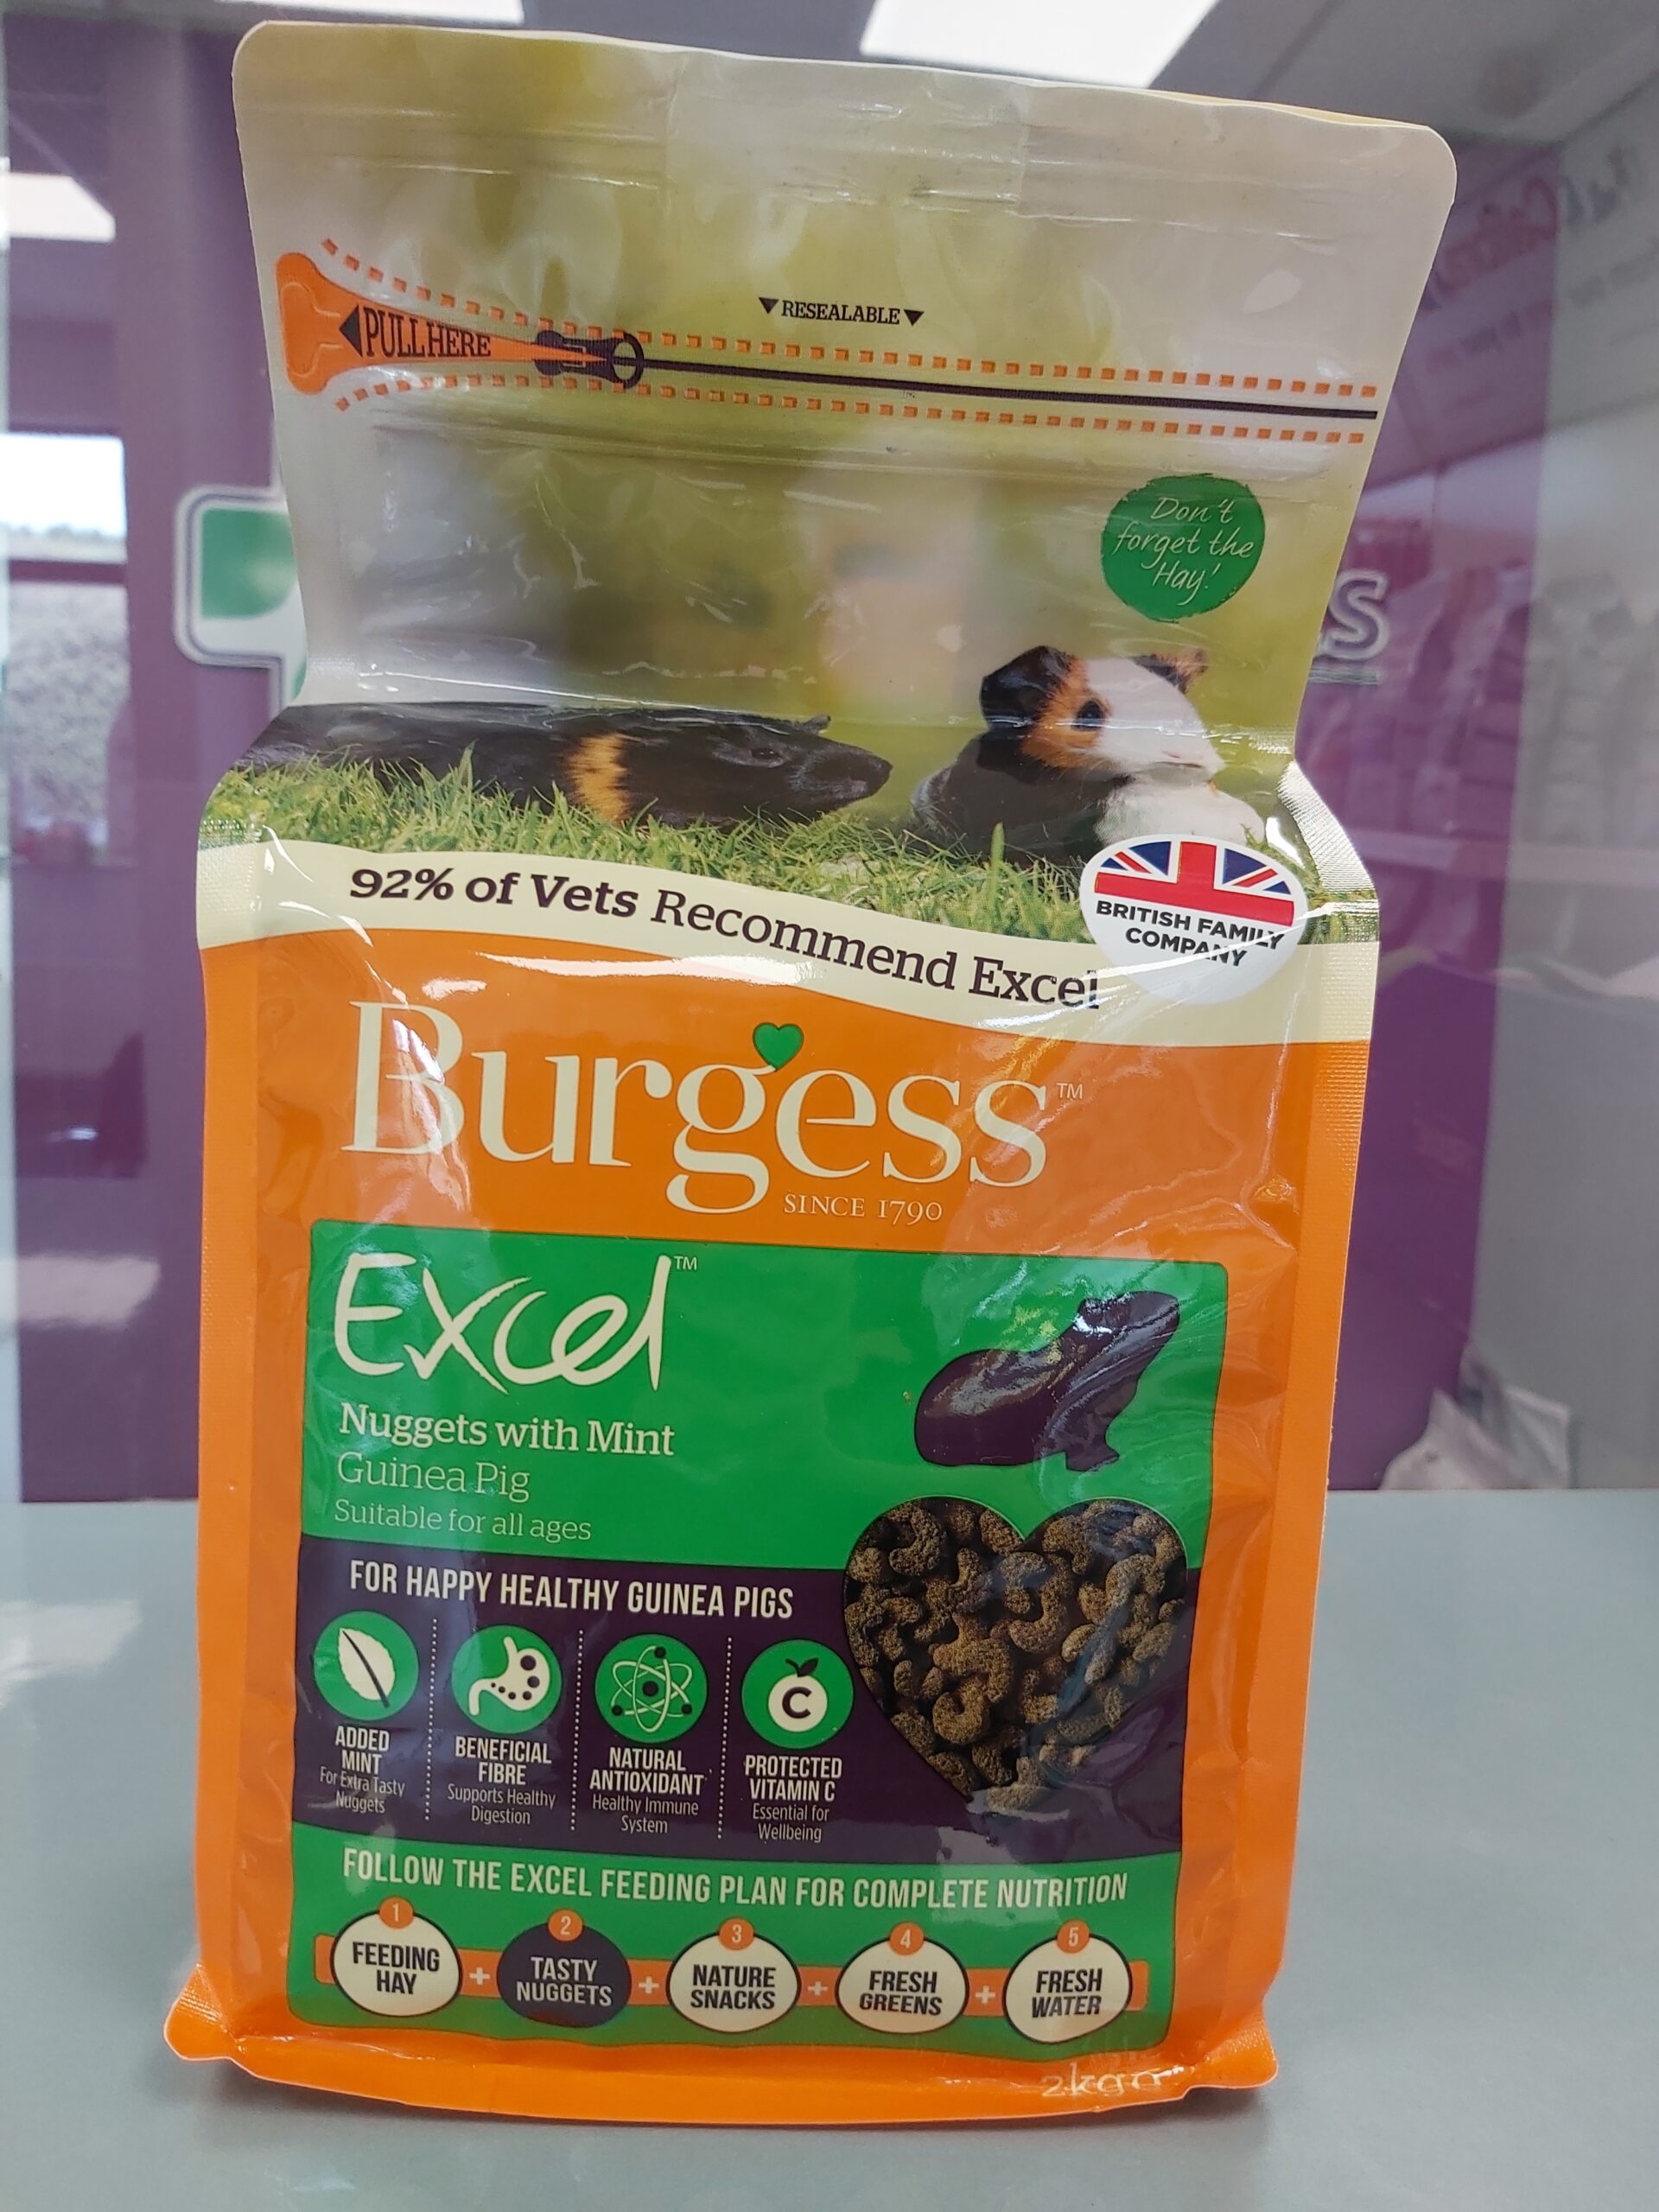 ▼RESEALABLE▼
◀PULL HERE
Don't
forget the
Hay!
92% of Vets Recommend Excel
BRITISH FAMILY
COMPANY
Burgess™
SINCE 1790
Excel™
Nuggets with Mint
Guinea Pig
Suitable for all ages
FOR HAPPY HEALTHY GUINEA PIGS
ADDED
MINT
For Extra Tasty
Nuggets
BENEFICIAL
FIBRE
Supports Healthy
Digestion
NATURAL
ANTIOXIDANT
Healthy Immune
System
C
PROTECTED
VITAMIN C
Essential for
Wellbeing
FOLLOW THE EXCEL FEEDING PLAN FOR COMPLETE NUTRITION
1
FEEDING
HAY
+
2
TASTY
NUGGETS
+
3
NATURE
SNACKS
+
4
FRESH
GREENS
+
5
FRESH
WATER
2kg e